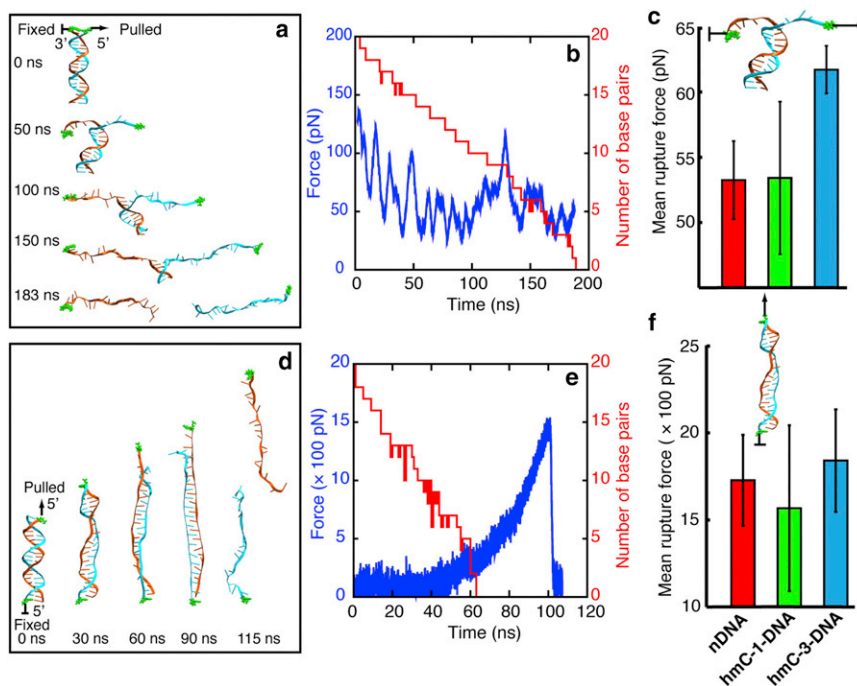 a
Fixed Pulled
3’ 5’
0 ns
50 ns
100 ns
150 ns
183 ns
b
Force (pN)
200
150
100
50
0
Number of base pairs
20
15
10
5
0
0 50 100 150 200
Time (ns)
c
Mean rupture force (pN)
65
60
53
50
d
Pulled
5’
5’
Fixed
0 ns 30 ns 60 ns 90 ns 115 ns
e
Force (× 100 pN)
20
15
10
5
0
Number of base pairs
20
15
10
5
0
0 20 40 60 80 100 120
Time (ns)
f
Mean rupture force ( × 100 pN)
25
20
15
10
nDNA
hmC-1-DNA
hmC-3-DNA